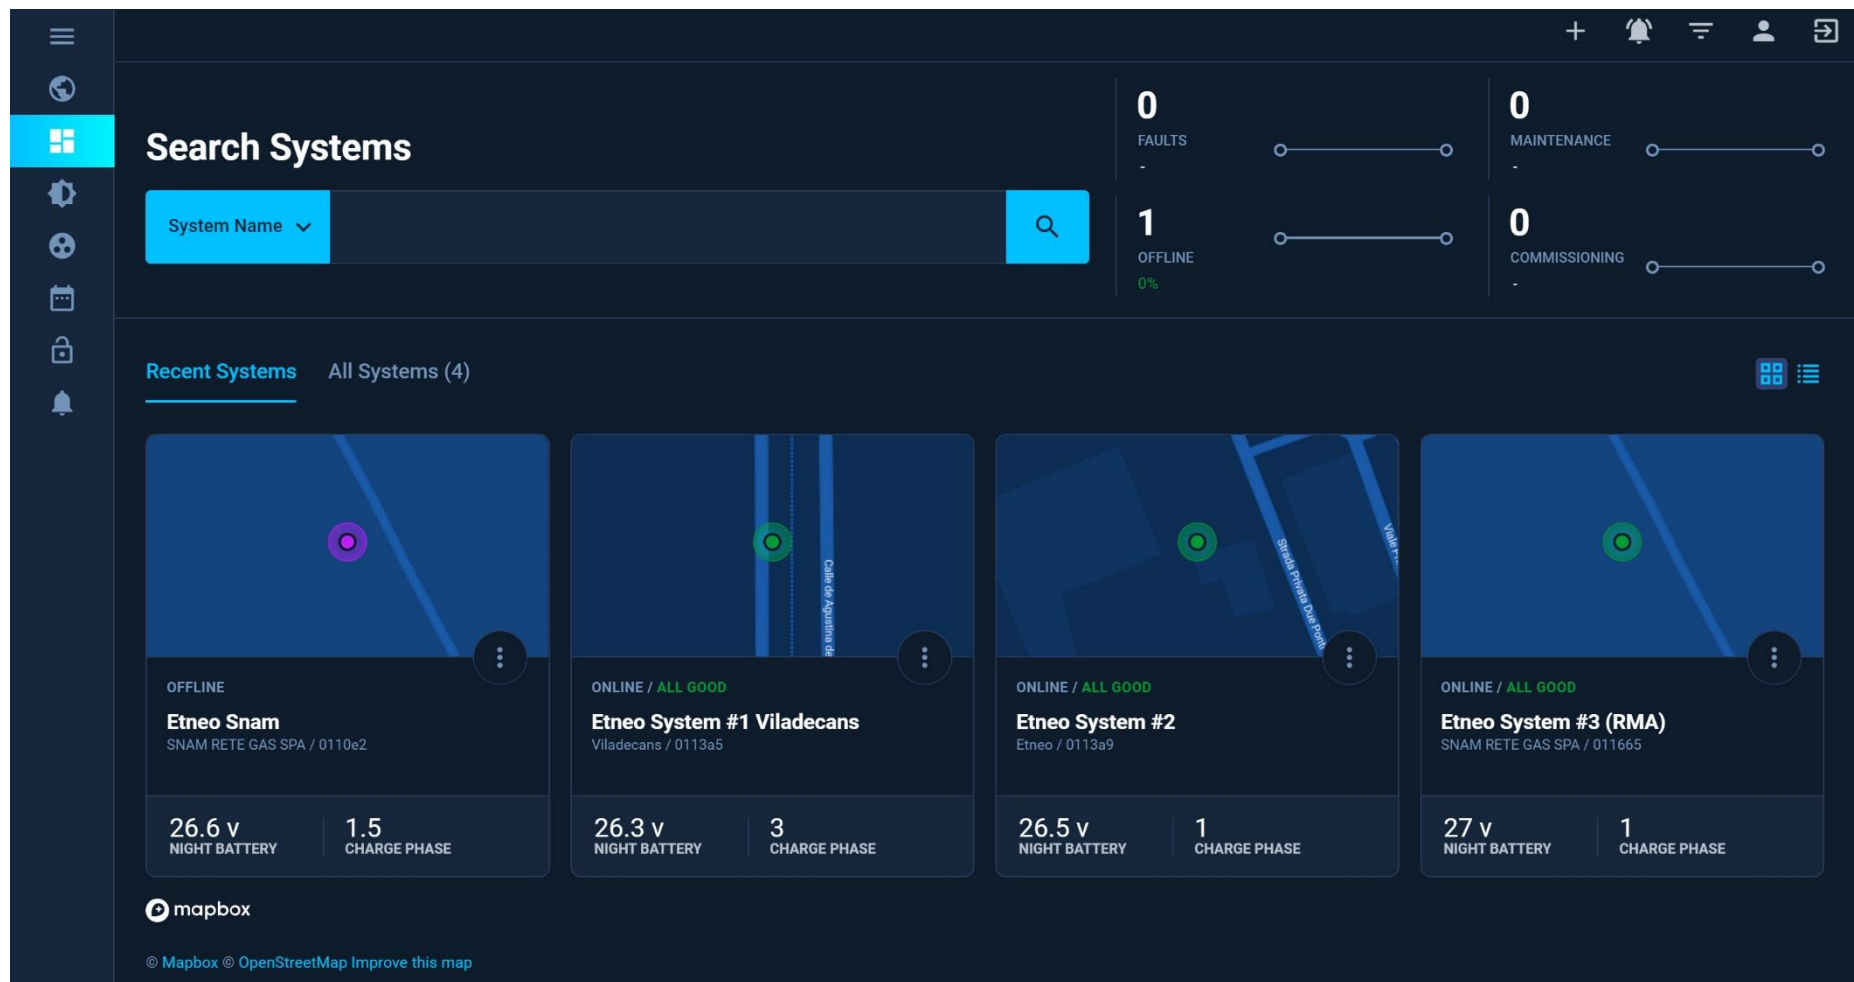 Search Systems
System Name
0
FAULTS
-
0
MAINTENANCE
-
1
OFFLINE
0%
0
COMMISSIONING
-
Recent Systems
All Systems (4)
OFFLINE
Etneo Snam
SNAM RETE GAS SPA / 0110e2
26.6 v
NIGHT BATTERY
1.5
CHARGE PHASE
Calle de Agustina de
ONLINE / ALL GOOD
Etneo System #1 Viladecans
Viladecans / 0113a5
26.3 v
NIGHT BATTERY
3
CHARGE PHASE
Strada Privata Due Ponti
Viale
ONLINE / ALL GOOD
Etneo System #2
Etneo / 0113a9
26.5 v
NIGHT BATTERY
1
CHARGE PHASE
ONLINE / ALL GOOD
Etneo System #3 (RMA)
SNAM RETE GAS SPA / 011665
27 v
NIGHT BATTERY
1
CHARGE PHASE
mapbox
© Mapbox © OpenStreetMap Improve this map